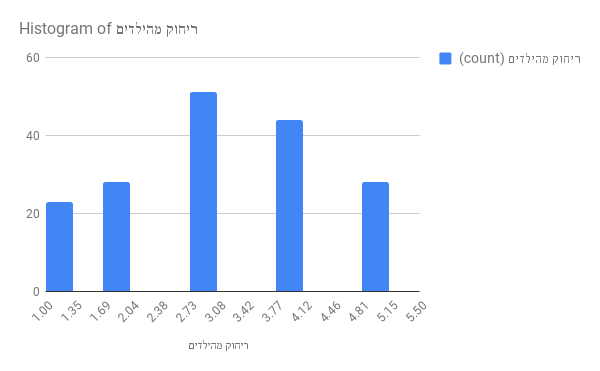 Histogram of ריחוק מהילדים
60
40
20
0
1.00 1.35 1.69 2.04 2.38 2.73 3.08 3.42 3.77 4.12 4.46 4.81 5.15 5.50
ריחוק מהילדים
ריחוק מהילדים (count)